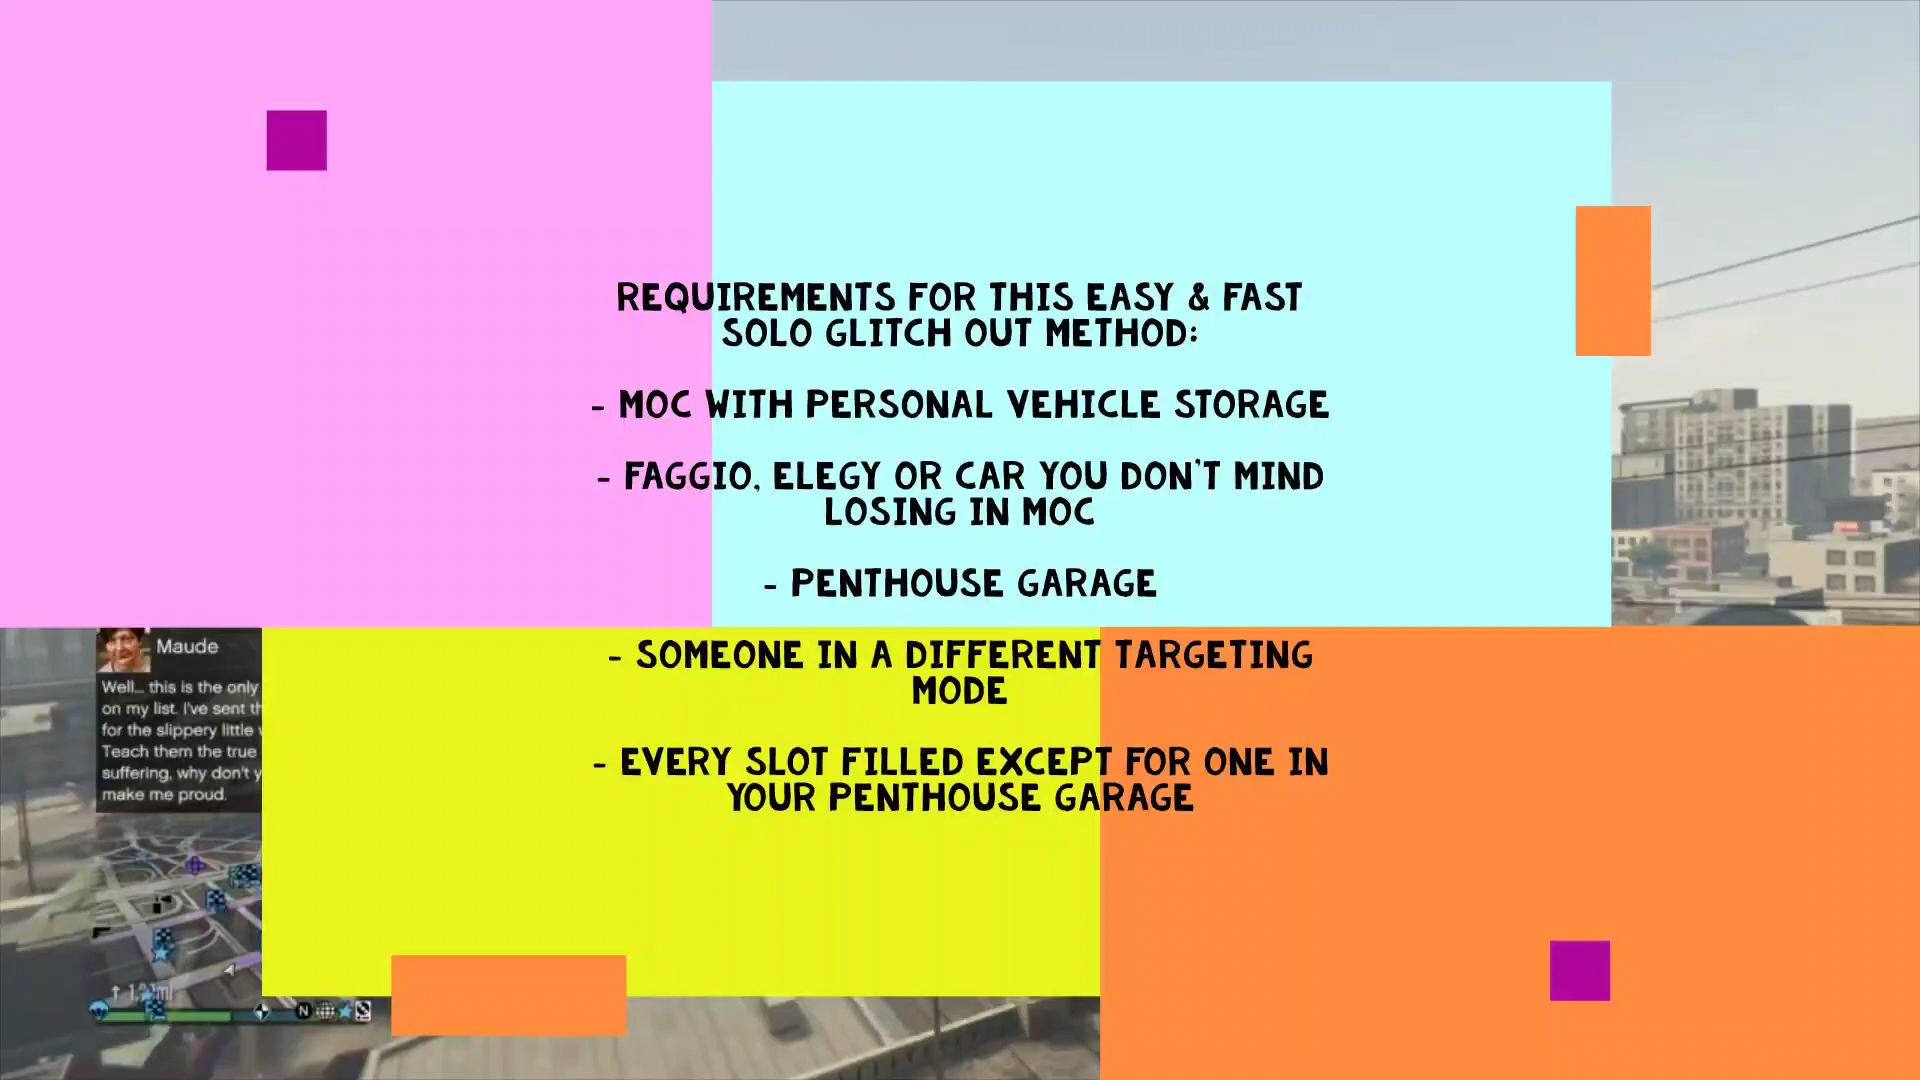 REQUIREMENTS FOR THIS EASY & FAST
SOLO GLITCH OUT METHOD:
- MOC WITH PERSONAL VEHICLE STORAGE
- FAGGIO, ELEGY OR CAR YOU DON'T MIND
LOSING IN MOC
- PENTHOUSE GARAGE
- SOMEONE IN A DIFFERENT TARGETING
MODE
- EVERY SLOT FILLED EXCEPT FOR ONE IN
YOUR PENTHOUSE GARAGE
Maude
Well... this is the only
on my list. I've sent
for the slippery little
Teach them the true
suffering, why don't
make me proud.
N